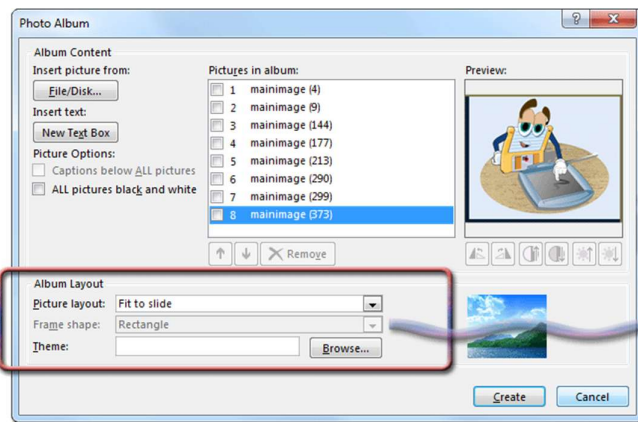 Photo Album
Album Content
Insert picture from:
File/Disk...
Insert text:
New Text Box
Picture Options:
Captions below ALL pictures
ALL pictures black and white
Pictures in album:
1 mainimage (4)
2 mainimage (9)
3 mainimage (144)
4 mainimage (177)
5 mainimage (213)
6 mainimage (290)
7 mainimage (299)
8 mainimage (373)
Remove
Preview:
Album Layout
Picture layout: Fit to slide
Frame shape: Rectangle
Theme:
Browse...
Create
Cancel